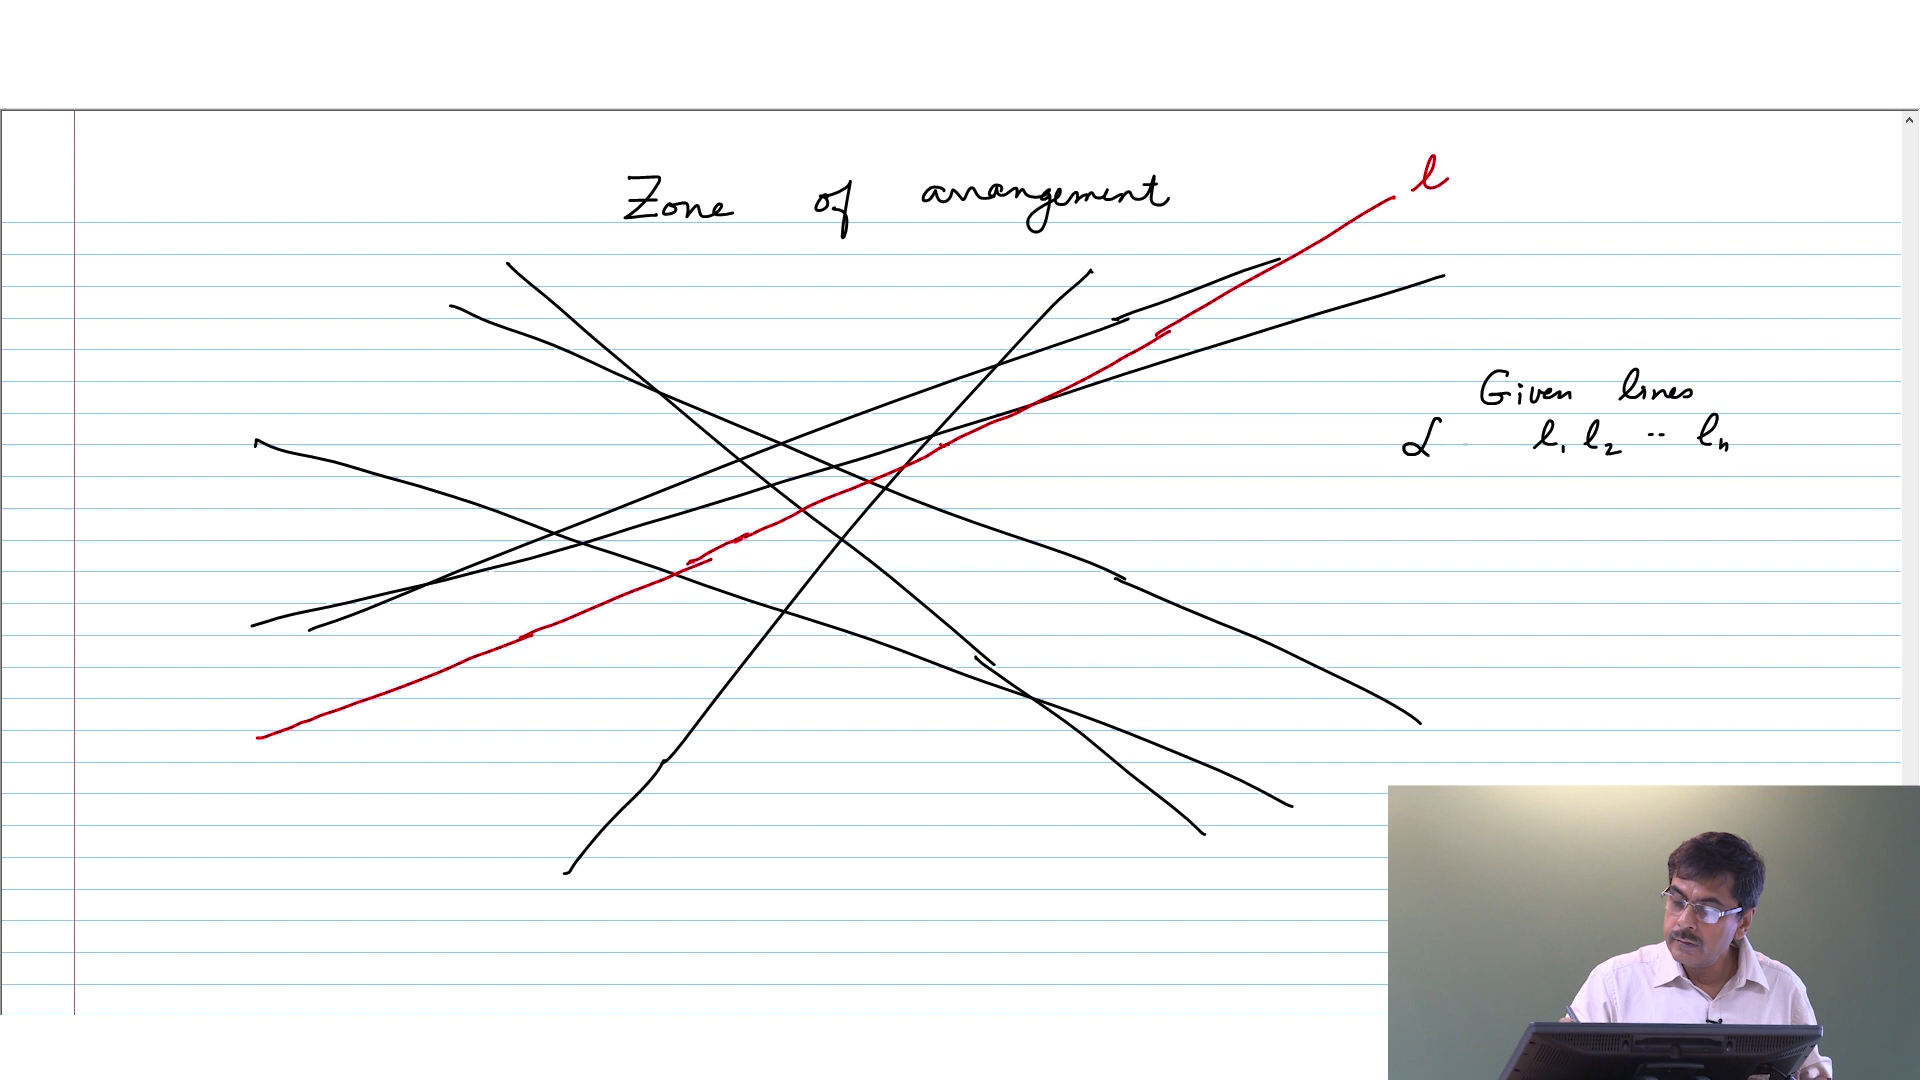 Zone of arrangement
l
Given lines
L l₁ l₂ -- lₙ